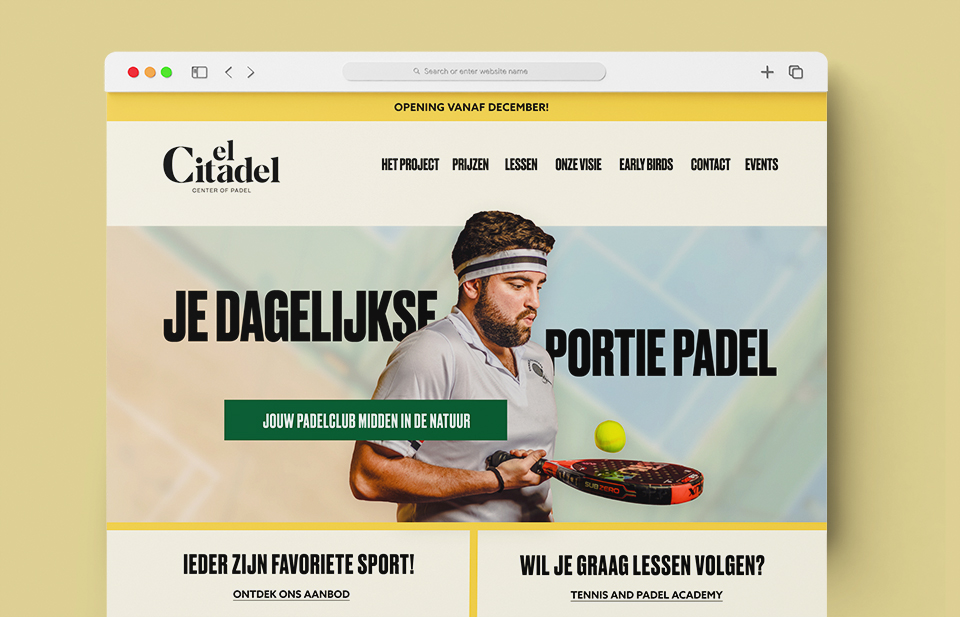 Search or enter website name
OPENING VANAF DECEMBER!
el
Citadel
CENTER OF PADEL
HET PROJECT PRIJZEN LESSEN ONZE VISIE EARLY BIRDS CONTACT EVENTS
JE DAGELIJKSE
PORTIE PADEL
JOUW PADELCLUB MIDDEN IN DE NATUUR
SUBZERO
IEDER ZIJN FAVORIETE SPORT!
ONTDEK ONS AANBOD
WIL JE GRAAG LESSEN VOLGEN?
TENNIS AND PADEL ACADEMY